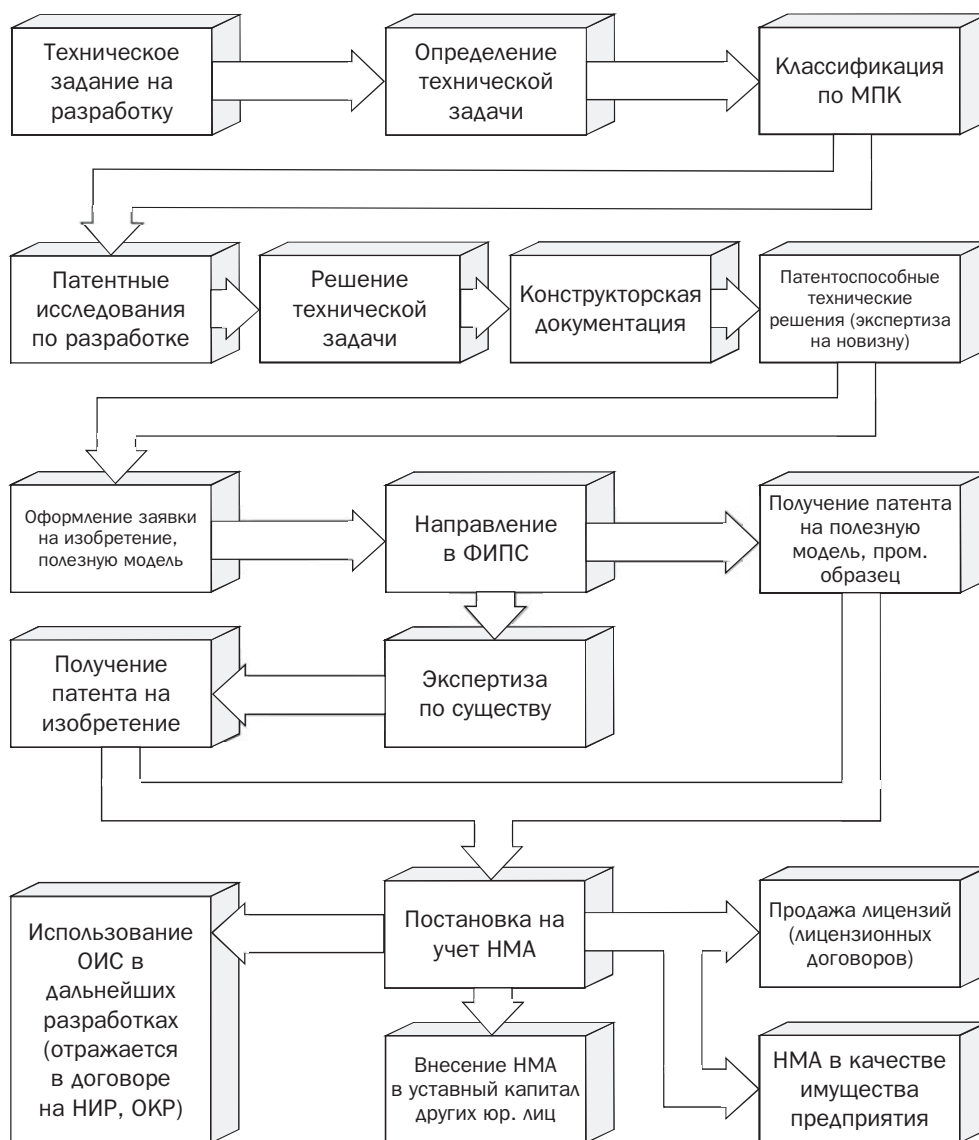 Техническое
задание на
разработку
Определение
технической
задачи
Классификация
по МПК
Патентные
исследования
по разработке
Решение
технической
задачи
Конструкторская
документация
Патентоспособные
технические
решения (экспертиза
на новизну)
Оформление заявки
на изобретение,
полезную модель
Направление
в ФИПС
Получение патента
на полезную
модель, пром.
образец
Получение
патента на
изобретение
Экспертиза
по существу
Использование
ОИС в
дальнейших
разработках
(отражается
в договоре
на НИР, ОКР)
Постановка на
учет НМА
Продажа лицензий
(лицензионных
договоров)
Внесение НМА
в уставный капитал
других юр. лиц
НМА в качестве
имущества
предприятия